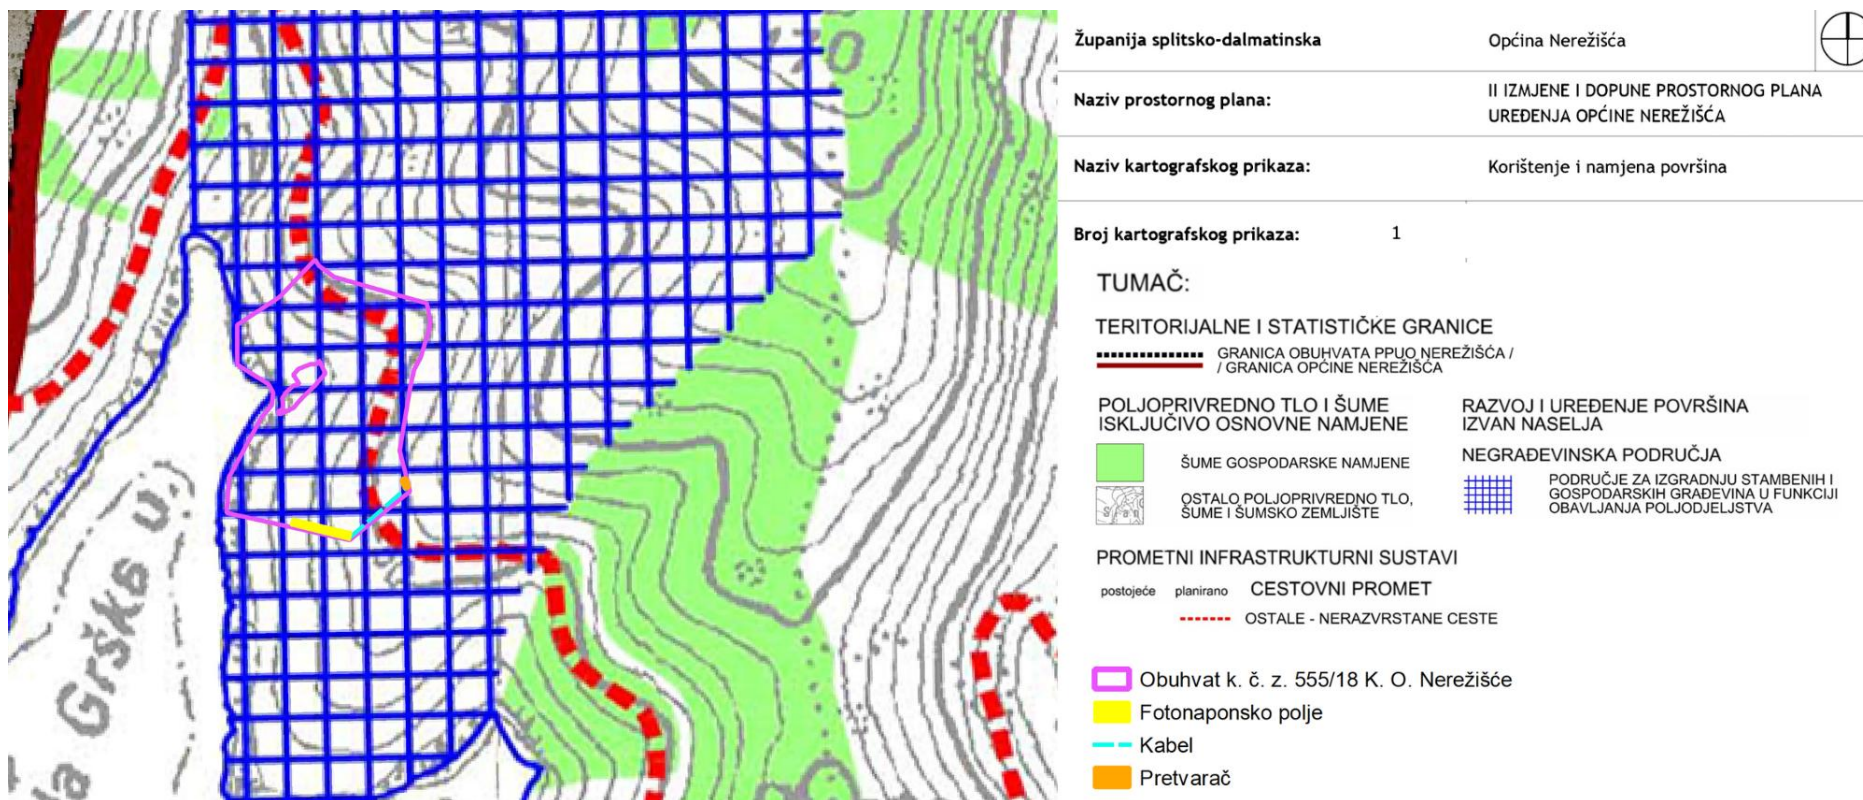 Grška u.
Županija splitsko-dalmatinska
Općina Nerežišća
Naziv prostornog plana:
II IZMJENE I DOPUNE PROSTORNOG PLANA
UREĐENJA OPĆINE NEREŽIŠĆA
Naziv kartografskog prikaza:
Korištenje i namjena površina
Broj kartografskog prikaza:
1
TUMAČ:
TERITORIJALNE I STATISTIČKE GRANICE
GRANICA OBUHVATA PPUO NEREŽIŠĆA /
/ GRANICA OPĆINE NEREŽIŠĆA
POLJOPRIVREDNO TLO I ŠUME
ISKLJUČIVO OSNOVNE NAMJENE
ŠUME GOSPODARSKE NAMJENE
OSTALO POLJOPRIVREDNO TLO,
ŠUME I ŠUMSKO ZEMLJIŠTE
RAZVOJ I UREĐENJE POVRŠINA
IZVAN NASELJA
NEGRAĐEVINSKA PODRUČJA
PODRUČJE ZA IZGRADNJU STAMBENIH I
GOSPODARSKIH GRAĐEVINA U FUNKCIJI
OBAVLJANJA POLJODJELJSTVA
PROMETNI INFRASTRUKTURNI SUSTAVI
postojeće planirano CESTOVNI PROMET
OSTALE - NERAZVRSTANE CESTE
Obuhvat k. č. z. 555/18 K. O. Nerežišće
Fotonaponsko polje
Kabel
Pretvarač